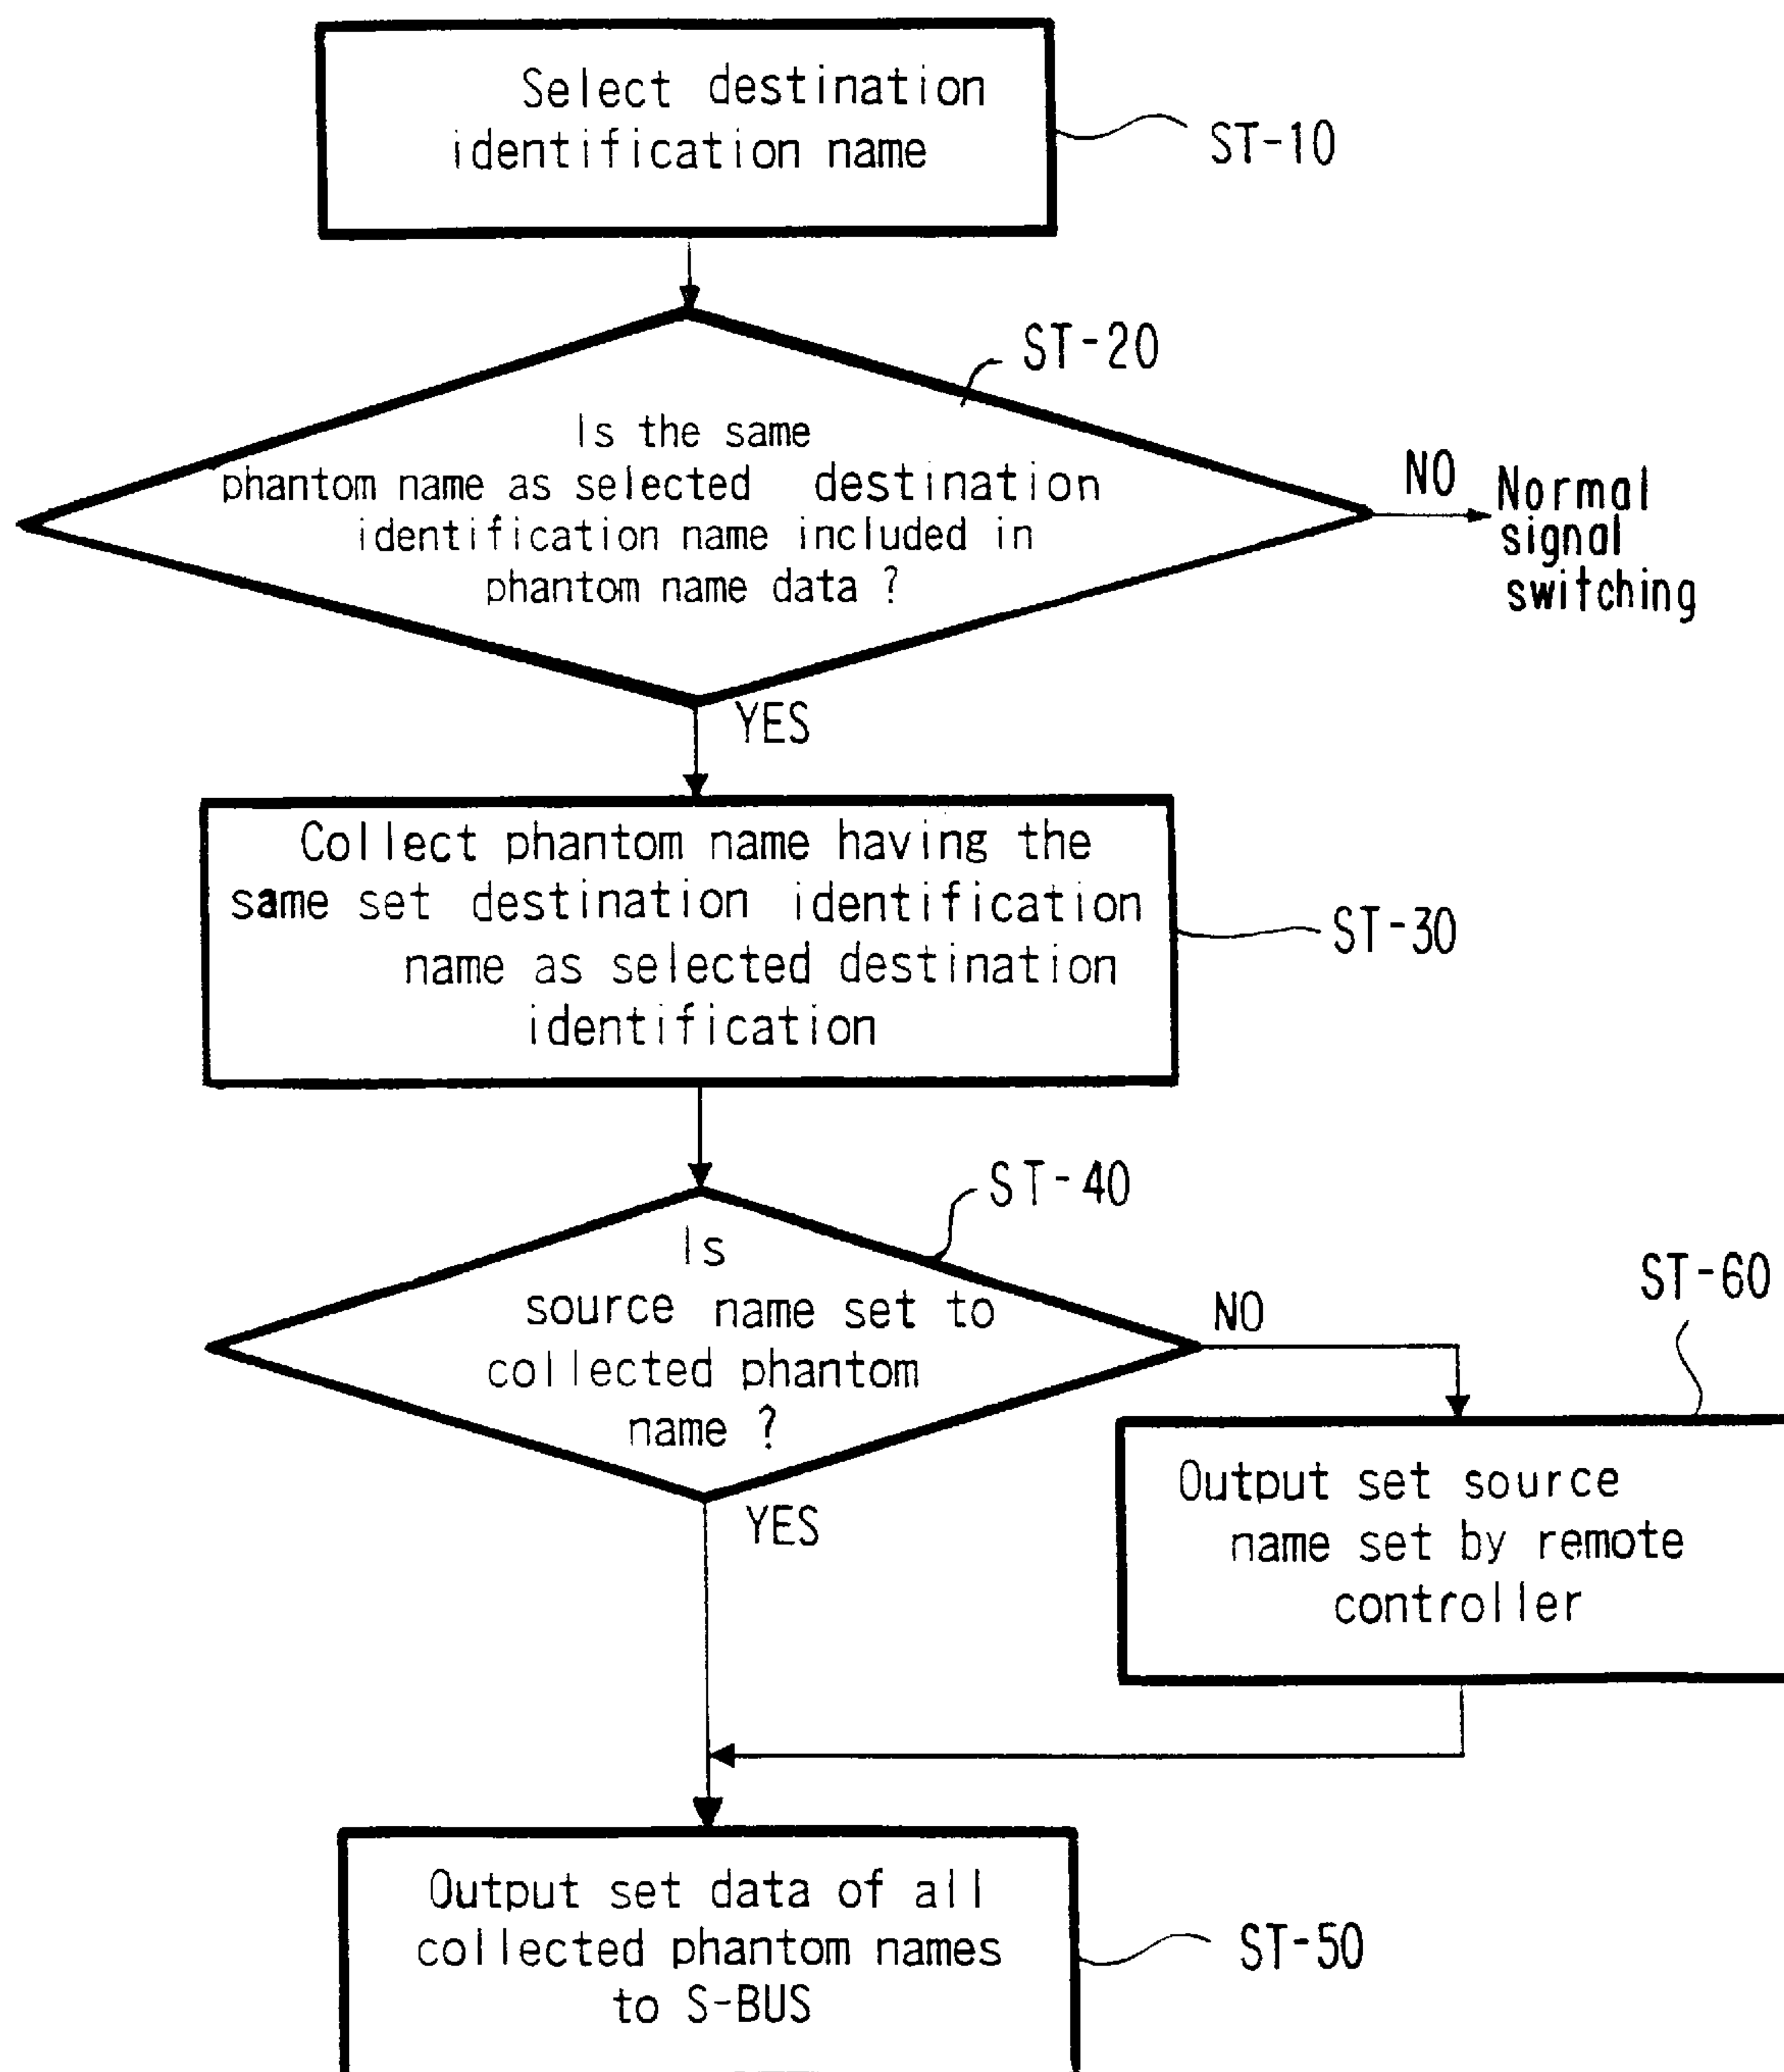 Select destination
identification name
ST-10
ST-20
Is the same
phantom name as selected destination
identification name included in
phantom name data ?
NO
Normal
signal
switching
YES
Collect phantom name having the
same set destination identification
name as selected destination
identification
ST-30
ST-40
Is
source name set to
collected phantom
name ?
NO
ST-60
YES
Output set source
name set by remote
controller
Output set data of all
collected phantom names
to S-BUS
ST-50